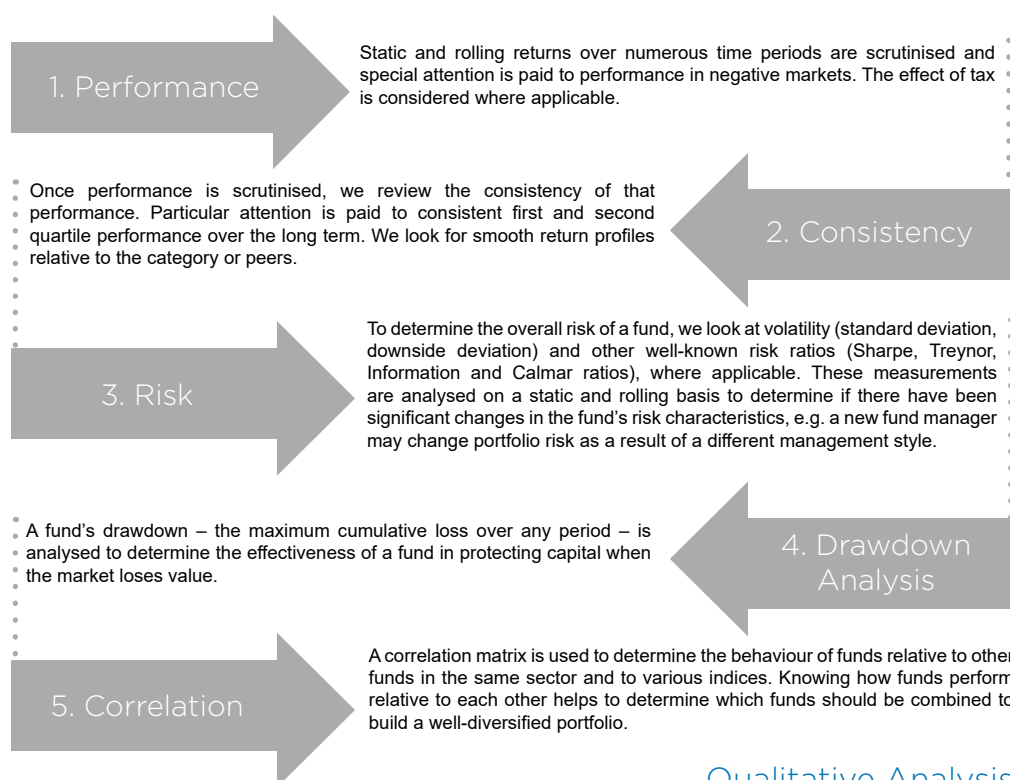 1. Performance
Static and rolling returns over numerous time periods are scrutinised and
special attention is paid to performance in negative markets. The effect of tax
is considered where applicable.
Once performance is scrutinised, we review the consistency of that
performance. Particular attention is paid to consistent first and second
quartile performance over the long term. We look for smooth return profiles
relative to the category or peers.
2. Consistency
3. Risk
To determine the overall risk of a fund, we look at volatility (standard deviation,
downside deviation) and other well-known risk ratios (Sharpe, Treynor,
Information and Calmar ratios), where applicable. These measurements
are analysed on a static and rolling basis to determine if there have been
significant changes in the fund's risk characteristics, e.g. a new fund manager
may change portfolio risk as a result of a different management style.
A fund's drawdown – the maximum cumulative loss over any period – is
analysed to determine the effectiveness of a fund in protecting capital when
the market loses value.
4. Drawdown
Analysis
5. Correlation
A correlation matrix is used to determine the behaviour of funds relative to other
funds in the same sector and to various indices. Knowing how funds perform
relative to each other helps to determine which funds should be combined to
build a well-diversified portfolio.
Qualitative Analysis